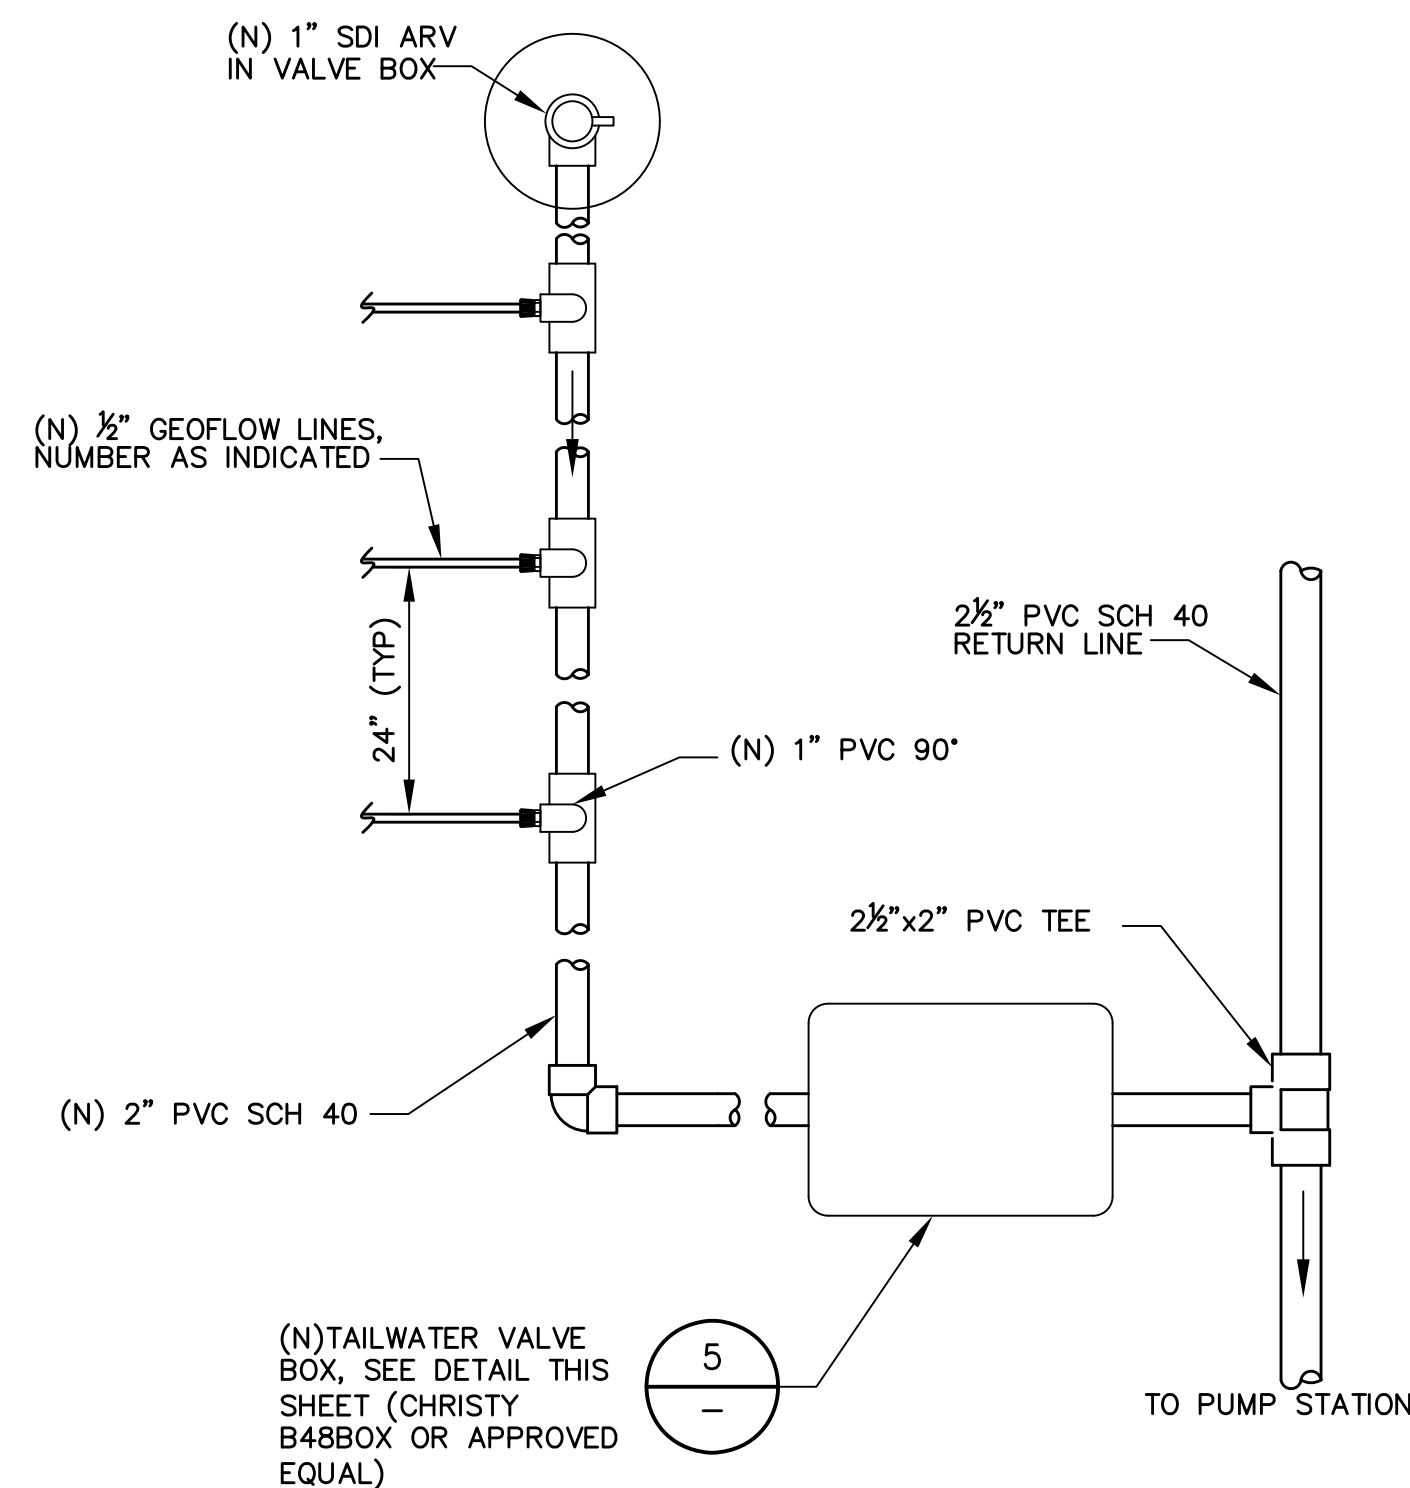 (N) 1” SDI ARV
IN VALVE BOX
(N) ½” GEOFLOW LINES,
NUMBER AS INDICATED
24” (TYP)
2½” PVC SCH 40
RETURN LINE
(N) 1” PVC 90°
2½”x2” PVC TEE
(N) 2” PVC SCH 40
(N)TAILWATER VALVE
BOX, SEE DETAIL THIS
SHEET (CHRISTY
B48BOX OR APPROVED
EQUAL)
5
–
TO PUMP STATION